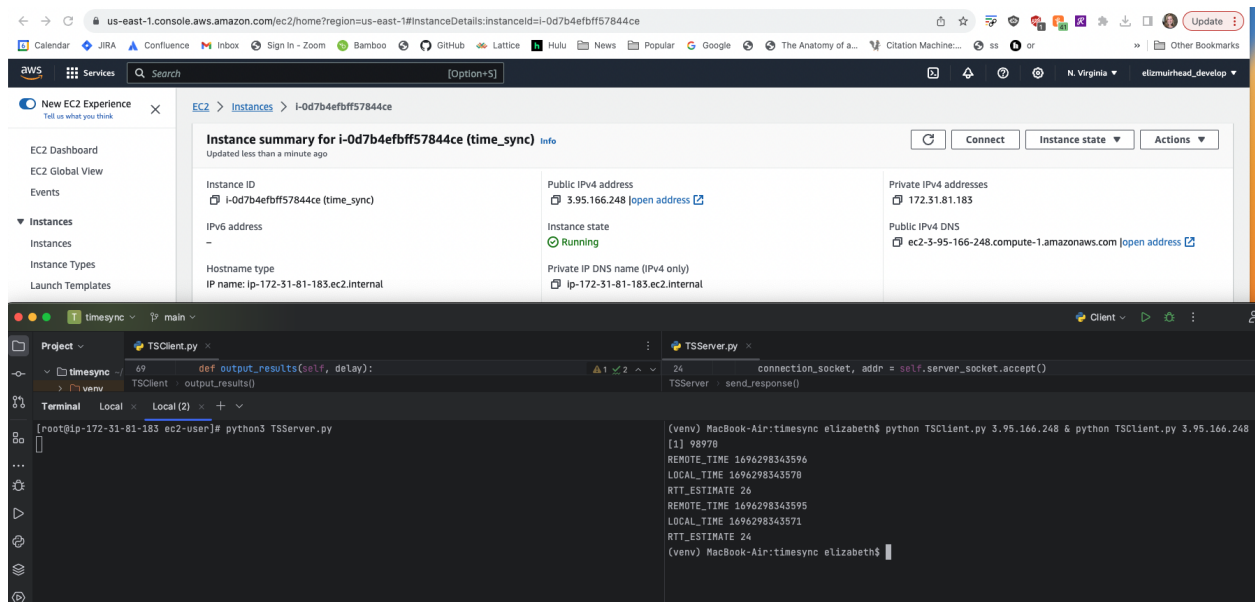 us-east-1.console.aws.amazon.com/ec2/home?region=us-east-1#InstanceDetails:instanceId=i-0d7b4efbff57844ce
Update
Calendar JIRA Confluence Inbox Sign In - Zoom Bamboo GitHub Lattice Hulu News Popular Google The Anatomy of a... Citation Machine:... ss or » Other Bookmarks
aws Services Search [Option+S] N. Virginia elizmuirhead_develop
New EC2 Experience
Tell us what you think
EC2 Dashboard
EC2 Global View
Events
Instances
Instances
Instance Types
Launch Templates
EC2 > Instances > i-0d7b4efbff57844ce
Instance summary for i-0d7b4efbff57844ce (time_sync) Info
Updated less than a minute ago
Connect Instance state Actions
Instance ID
i-0d7b4efbff57844ce (time_sync)
Public IPv4 address
3.95.166.248 |open address
Private IPv4 addresses
172.31.81.183
IPv6 address
–
Instance state
Running
Public IPv4 DNS
ec2-3-95-166-248.compute-1.amazonaws.com |open address
Hostname type
IP name: ip-172-31-81-183.ec2.internal
Private IP DNS name (IPv4 only)
ip-172-31-81-183.ec2.internal
T timesync main Client
Project TSClient.py TSServer.py
timesync ~/
venv
69 def output_results(self, delay): 1 2
TSClient › output_results()
24 connection_socket, addr = self.server_socket.accept()
TSServer › send_response()
Terminal Local × Local (2) × +
[root@ip-172-31-81-183 ec2-user]# python3 TSServer.py
(venv) MacBook-Air:timesync elizabeth$ python TSClient.py 3.95.166.248 & python TSClient.py 3.95.166.248
[1] 98970
REMOTE_TIME 1696298343596
LOCAL_TIME 1696298343570
RTT_ESTIMATE 26
REMOTE_TIME 1696298343595
LOCAL_TIME 1696298343571
RTT_ESTIMATE 24
(venv) MacBook-Air:timesync elizabeth$